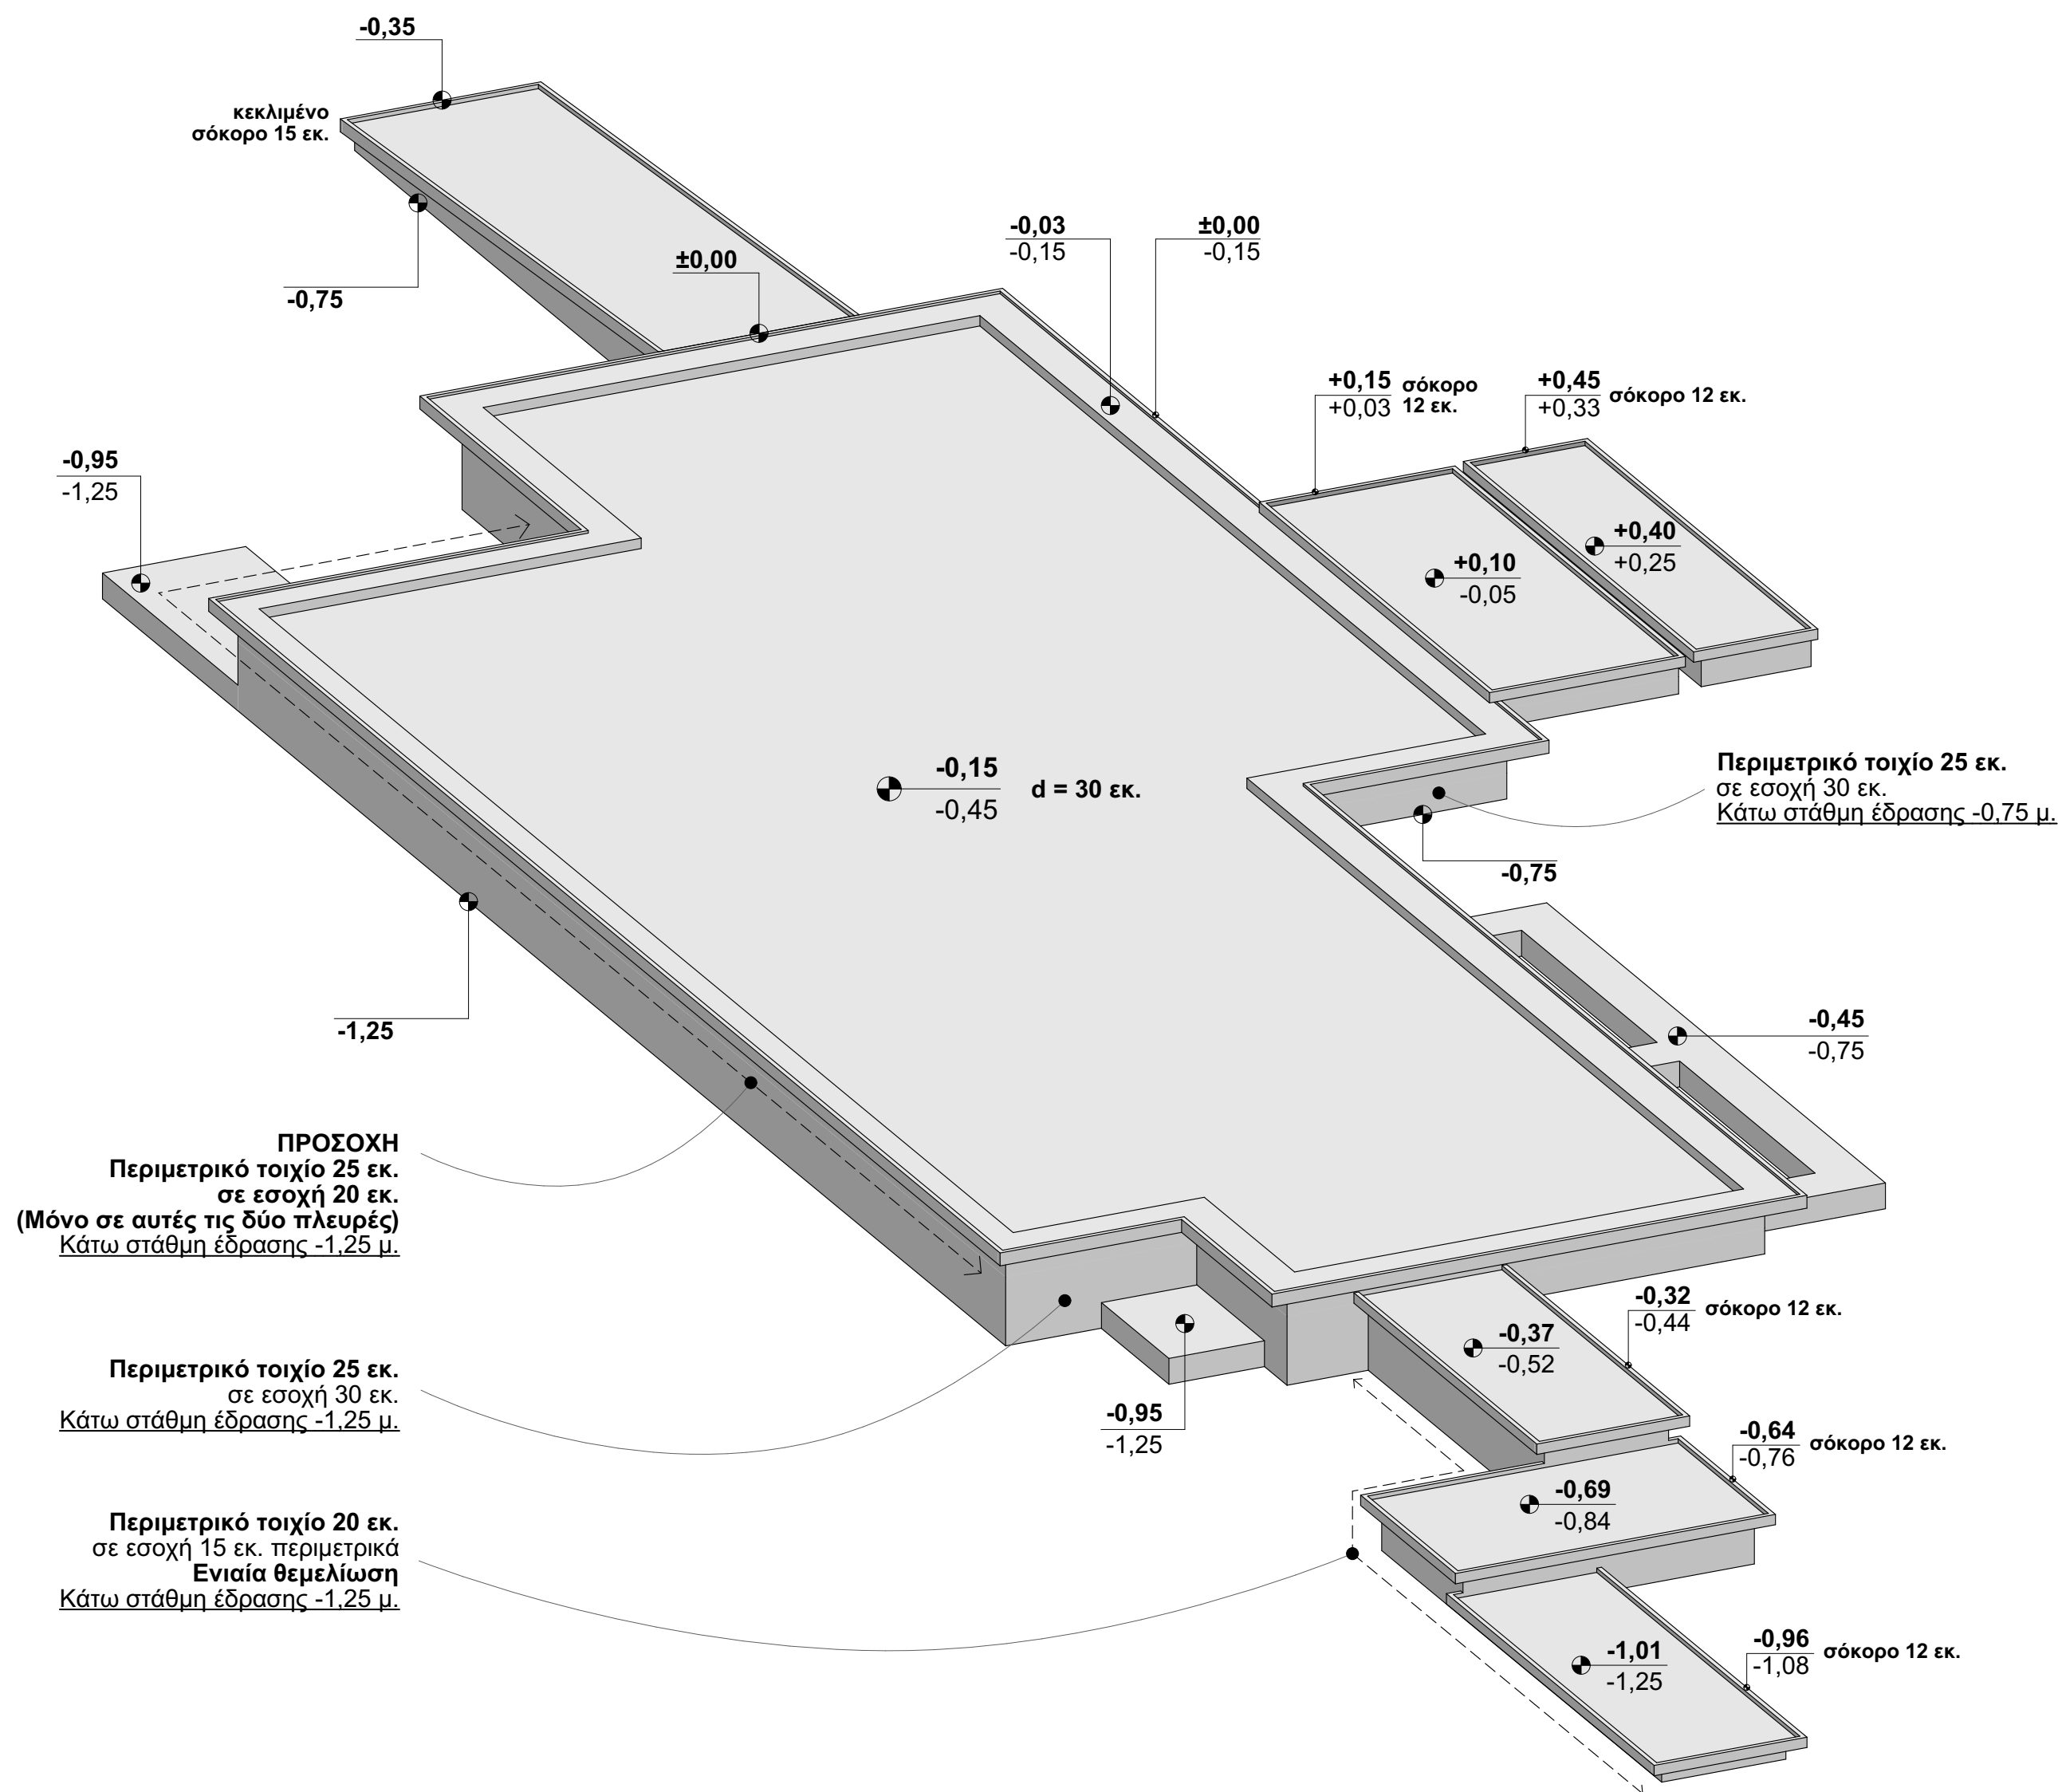 -0,35
κεκλιμένο
σόκορο 15 εκ.
-0,75
±0,00
-0,03
-0,15
±0,00
-0,15
+0,15 σόκορο
+0,03 12 εκ.
+0,45 σόκορο 12 εκ.
+0,33
-0,95
-1,25
+0,40
+0,25
+0,10
-0,05
-0,15 d = 30 εκ.
-0,45
Περιμετρικό τοιχίο 25 εκ.
σε εσοχή 30 εκ.
Κάτω στάθμη έδρασης -0,75 μ.
-0,75
-1,25
-0,45
-0,75
ΠΡΟΣΟΧΗ
Περιμετρικό τοιχίο 25 εκ.
σε εσοχή 20 εκ.
(Μόνο σε αυτές τις δύο πλευρές)
Κάτω στάθμη έδρασης -1,25 μ.
-0,32 σόκορο 12 εκ.
-0,44
-0,37
-0,52
Περιμετρικό τοιχίο 25 εκ.
σε εσοχή 30 εκ.
Κάτω στάθμη έδρασης -1,25 μ.
-0,95
-1,25
-0,64 σόκορο 12 εκ.
-0,76
-0,69
-0,84
Περιμετρικό τοιχίο 20 εκ.
σε εσοχή 15 εκ. περιμετρικά
Ενιαία θεμελίωση
Κάτω στάθμη έδρασης -1,25 μ.
-0,96 σόκορο 12 εκ.
-1,08
-1,01
-1,25